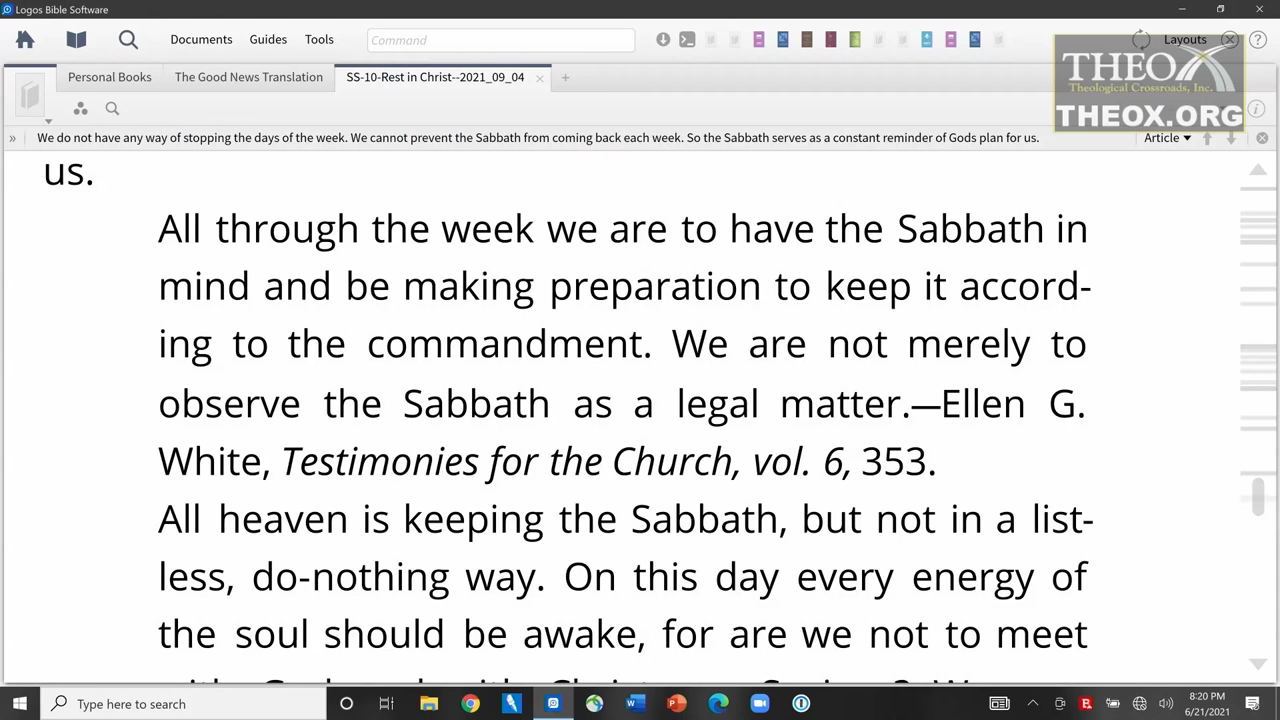 Logos Bible Software
Documents Guides Tools Command Layouts
THEOX
Theological Crossroads, Inc.
THEOX.ORG
Personal Books The Good News Translation SS-10-Rest in Christ--2021_09_04
We do not have any way of stopping the days of the week. We cannot prevent the Sabbath from coming back each week. So the Sabbath serves as a constant reminder of Gods plan for us. Article
us.
All through the week we are to have the Sabbath in
mind and be making preparation to keep it accord-
ing to the commandment. We are not merely to
observe the Sabbath as a legal matter.—Ellen G.
White, Testimonies for the Church, vol. 6, 353.
All heaven is keeping the Sabbath, but not in a list-
less, do-nothing way. On this day every energy of
the soul should be awake, for are we not to meet
Type here to search
8:20 PM
6/21/2021